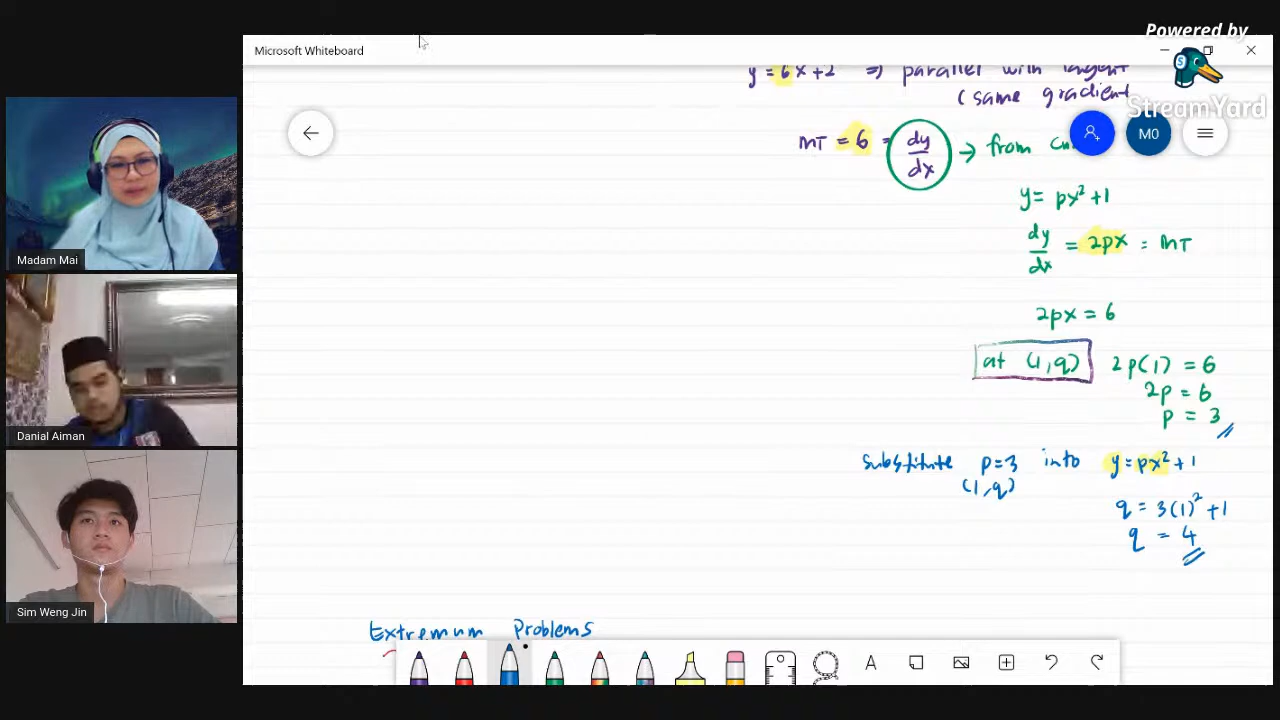 Powered by
StreamYard
Microsoft Whiteboard
y = 6x+2 ⇒ parallel with tangent
(same gradient
mT = 6 = dy/dx → from
y = px² + 1
dy/dx = 2px = mT
2px = 6
at (1,q) 2p(1) = 6
2p = 6
p = 3
substitute p=3 into y = px² + 1
(1,q)
q = 3(1)² + 1
q = 4
Extremum Problems
M0
A
Madam Mai
Danial Aiman
Sim Weng Jin